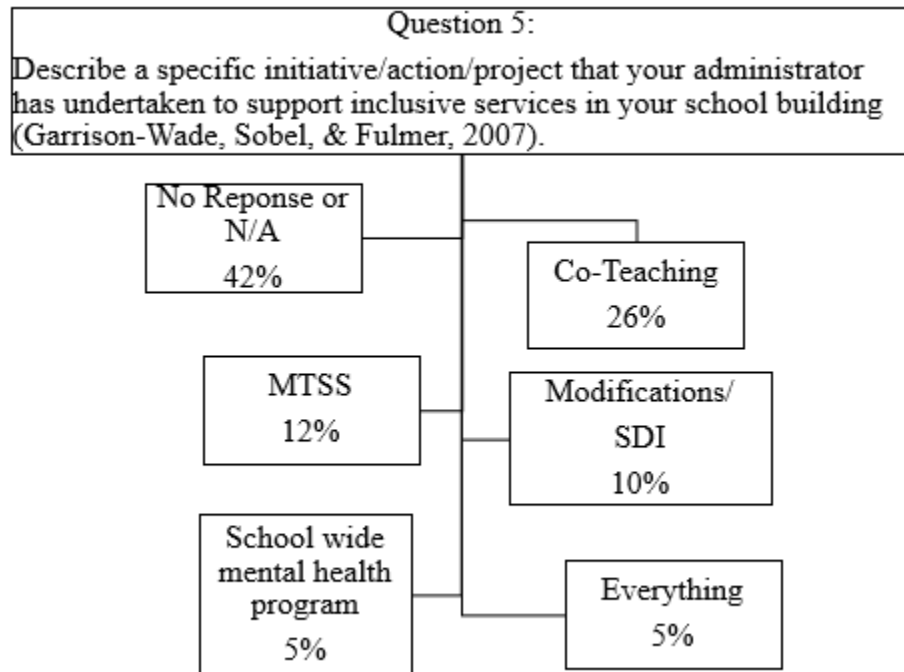 Question 5:
Describe a specific initiative/action/project that your administrator
has undertaken to support inclusive services in your school building
(Garrison-Wade, Sobel, & Fulmer, 2007).
No Reponse or
N/A
42%
Co-Teaching
26%
MTSS
12%
Modifications/
SDI
10%
School wide
mental health
program
5%
Everything
5%